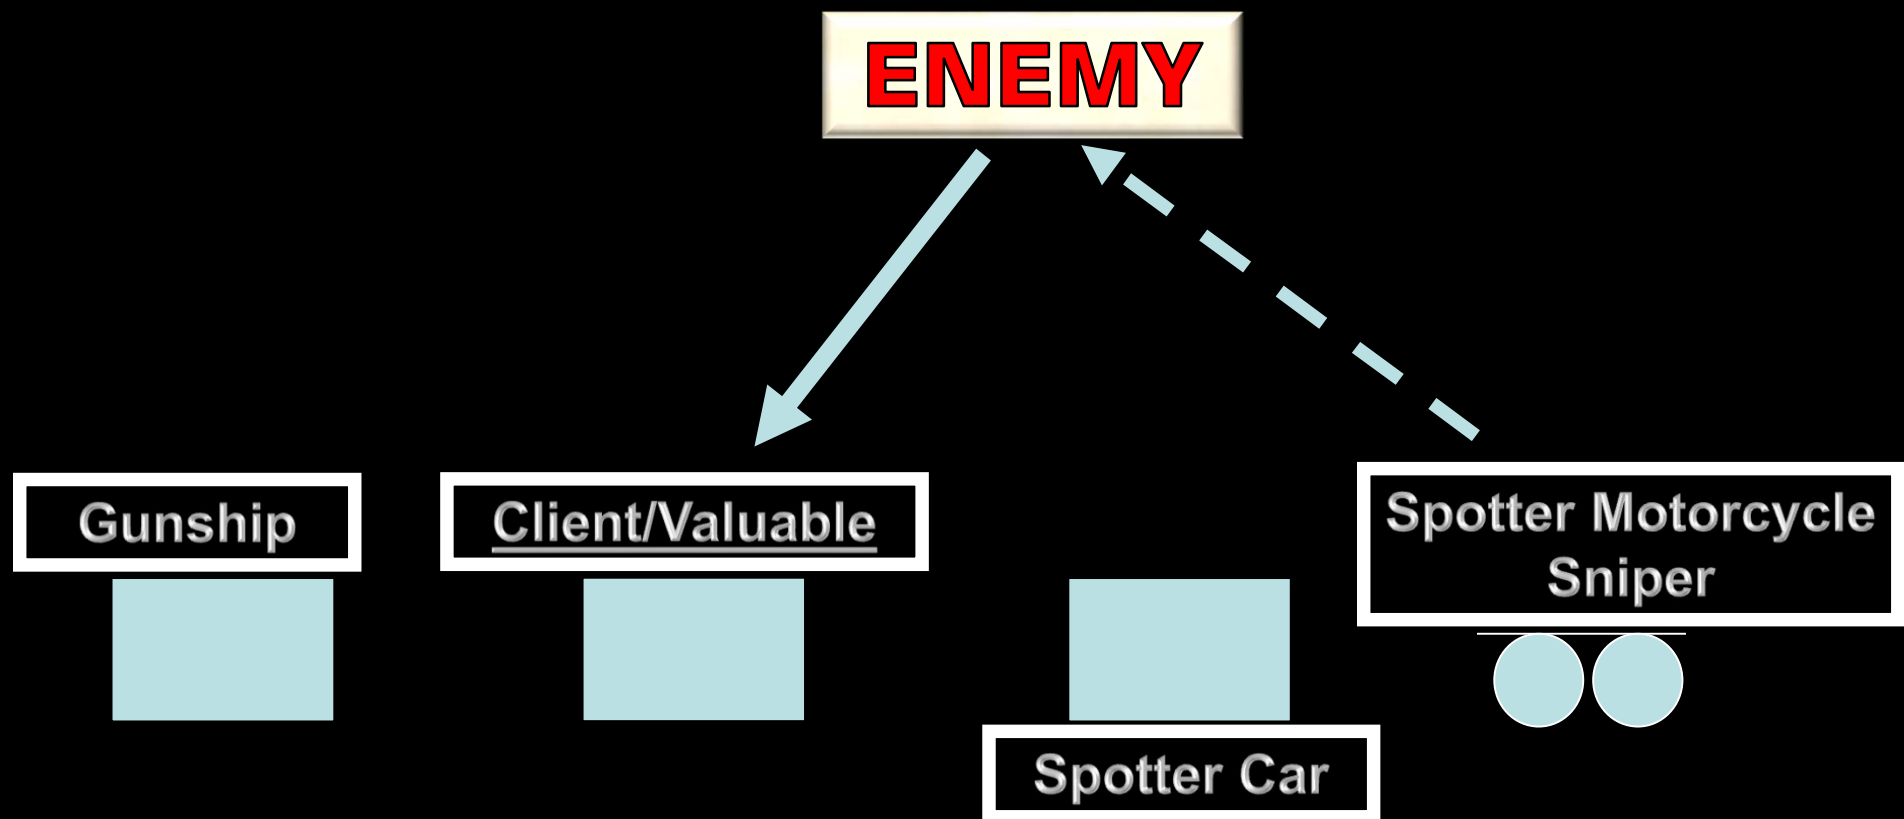 ENEMY
Gunship
Client/Valuable
Spotter Motorcycle
Sniper
Spotter Car